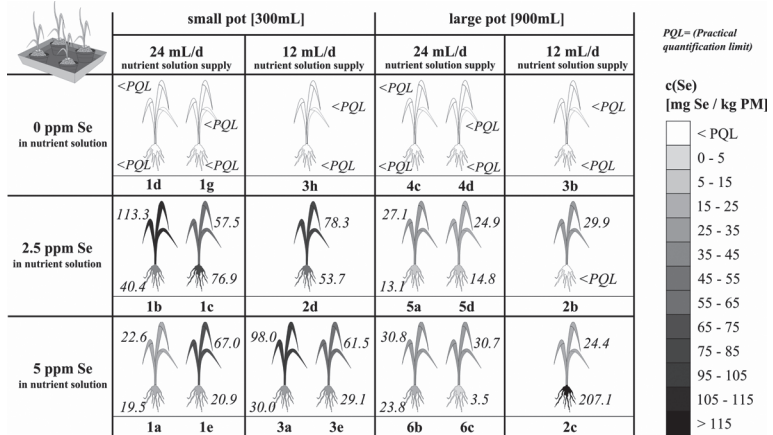 small pot [300mL]
large pot [900mL]
24 mL/d
nutrient solution supply
12 mL/d
nutrient solution supply
24 mL/d
nutrient solution supply
12 mL/d
nutrient solution supply
PQL= (Practical
quantification limit)
0 ppm Se
in nutrient solution
<PQL
<PQL
<PQL
<PQL
<PQL
<PQL
<PQL
<PQL
<PQL
<PQL
<PQL
<PQL
1d
1g
3h
4c
4d
3b
2.5 ppm Se
in nutrient solution
113.3
57.5
78.3
27.1
24.9
29.9
40.4
76.9
53.7
13.1
14.8
<PQL
1b
1c
2d
5a
5d
2b
5 ppm Se
in nutrient solution
22.6
67.0
98.0
61.5
30.8
30.7
24.4
19.5
20.9
30.0
29.1
23.8
3.5
207.1
1a
1e
3a
3e
6b
6c
2c
c(Se)
[mg Se / kg PM]
< PQL
0 - 5
5 - 15
15 - 25
25 - 35
35 - 45
45 - 55
55 - 65
65 - 75
75 - 85
95 - 105
105 - 115
> 115